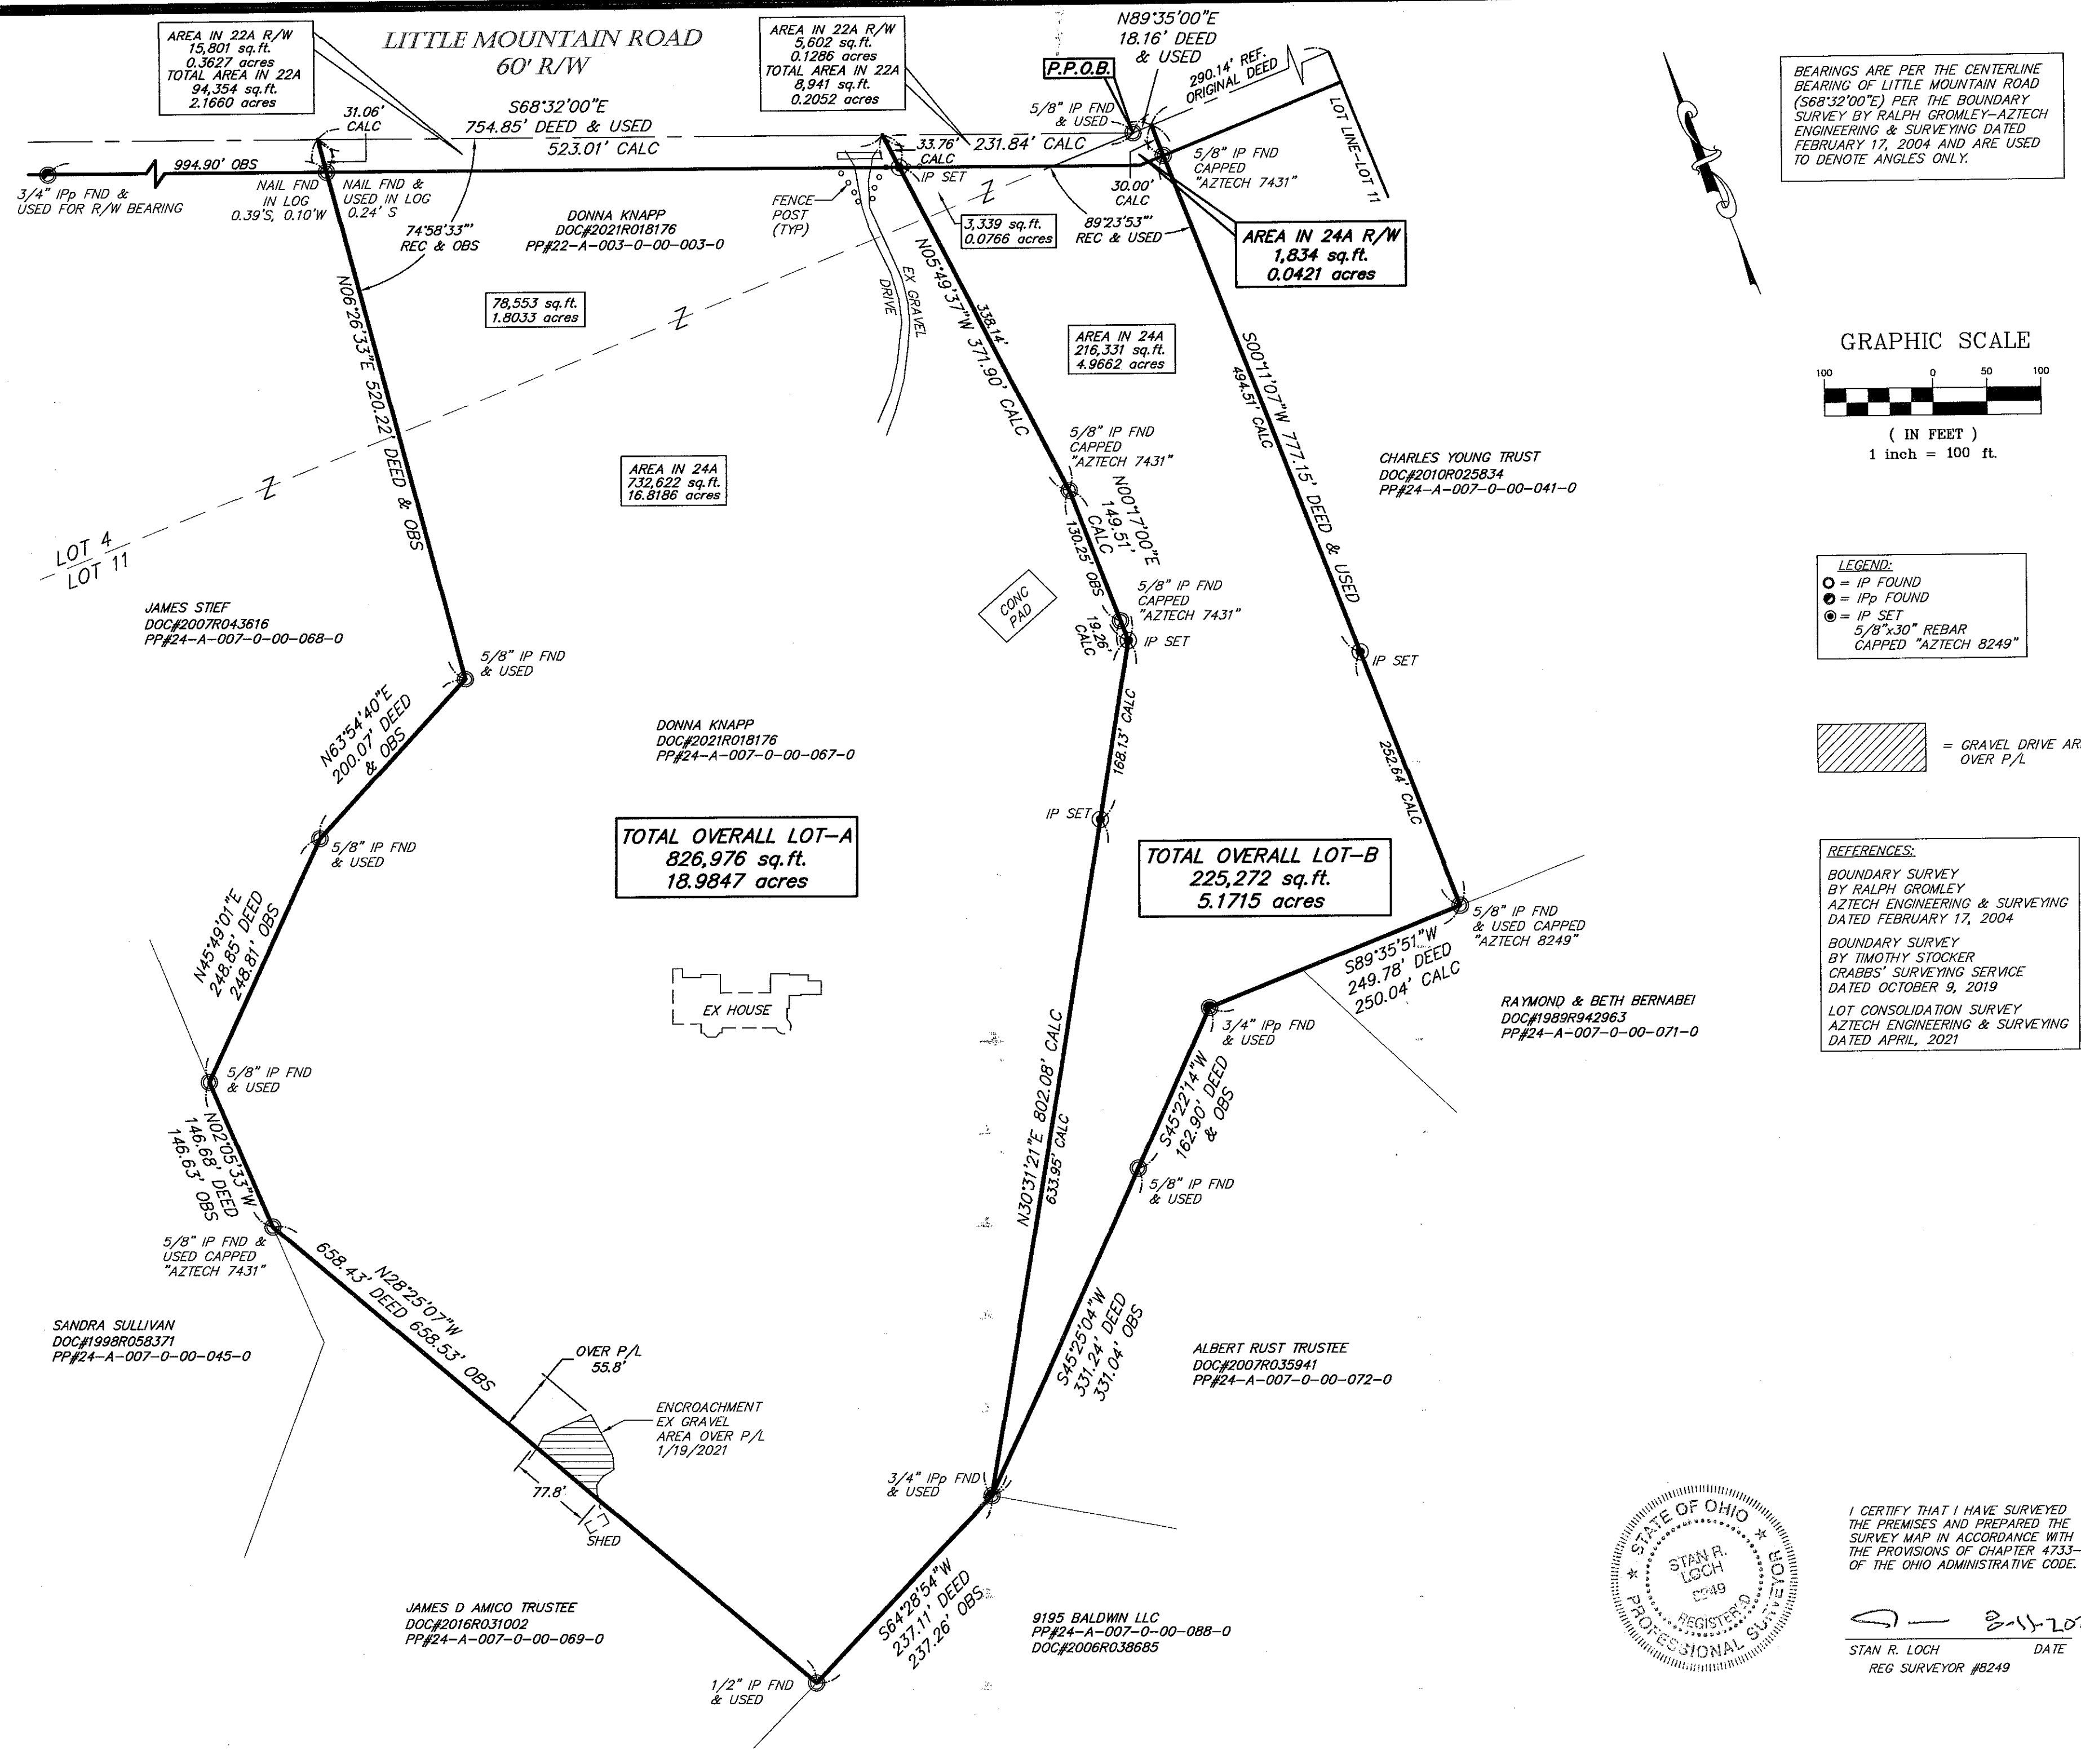 AREA IN 22A R/W
15,801 sq.ft.
0.3627 acres
TOTAL AREA IN 22A
94,354 sq.ft.
2.1660 acres
LITTLE MOUNTAIN ROAD
60' R/W
AREA IN 22A R/W
5,602 sq.ft.
0.1286 acres
TOTAL AREA IN 22A
8,941 sq.ft.
0.2052 acres
N89°35'00"E
18.16' DEED
& USED
P.P.O.B.
290.14' REF.
ORIGINAL DEED
LOT LINE-LOT 11
5/8" IP FND
& USED
31.06'
CALC
S68°32'00"E
754.85' DEED & USED
523.01' CALC
33.76'
CALC
231.84' CALC
994.90' OBS
3/4" IPp FND &
USED FOR R/W BEARING
NAIL FND
IN LOG
0.39'S, 0.10'W
NAIL FND &
USED IN LOG
0.24' S
74°58'33"'
REC & OBS
DONNA KNAPP
DOC#2021R018176
PP#22-A-003-0-00-003-0
FENCE
POST
(TYP)
IP SET
3,339 sq.ft.
0.0766 acres
30.00'
CALC
89°23'53"'
REC & USED
5/8" IP FND
CAPPED
"AZTECH 7431"
AREA IN 24A R/W
1,834 sq.ft.
0.0421 acres
BEARINGS ARE PER THE CENTERLINE
BEARING OF LITTLE MOUNTAIN ROAD
(S68°32'00"E) PER THE BOUNDARY
SURVEY BY RALPH GROMLEY-AZTECH
ENGINEERING & SURVEYING DATED
FEBRUARY 17, 2004 AND ARE USED
TO DENOTE ANGLES ONLY.
78,553 sq.ft.
1.8033 acres
EX GRAVEL
DRIVE
N06°26'33"E 520.22' DEED & OBS
N05°49'37"W 371.90' CALC
338.14'
AREA IN 24A
216,331 sq.ft.
4.9662 acres
S00°11'07"W 777.15' DEED & USED
494.51' CALC
GRAPHIC SCALE
100 0 50 100
( IN FEET )
1 inch = 100 ft.
AREA IN 24A
732,622 sq.ft.
16.8186 acres
5/8" IP FND
CAPPED
"AZTECH 7431"
CHARLES YOUNG TRUST
DOC#2010R025834
PP#24-A-007-0-00-041-0
LOT 4
LOT 11
N00°17'00"E
149.51'
CALC
130.25' OBS
CONC
PAD
5/8" IP FND
CAPPED
"AZTECH 7431"
19.26'
CALC
IP SET
IP SET
LEGEND:
= IP FOUND
= IPp FOUND
= IP SET
5/8"x30" REBAR
CAPPED "AZTECH 8249"
JAMES STIEF
DOC#2007R043616
PP#24-A-007-0-00-068-0
5/8" IP FND
& USED
N63°54'40"E
200.07' DEED
& OBS
DONNA KNAPP
DOC#2021R018176
PP#24-A-007-0-00-067-0
168.13' CALC
IP SET
252.64' CALC
= GRAVEL DRIVE AR
OVER P/L
5/8" IP FND
& USED
TOTAL OVERALL LOT-A
826,976 sq.ft.
18.9847 acres
TOTAL OVERALL LOT-B
225,272 sq.ft.
5.1715 acres
REFERENCES:
BOUNDARY SURVEY
BY RALPH GROMLEY
AZTECH ENGINEERING & SURVEYING
DATED FEBRUARY 17, 2004
BOUNDARY SURVEY
BY TIMOTHY STOCKER
CRABBS' SURVEYING SERVICE
DATED OCTOBER 9, 2019
LOT CONSOLIDATION SURVEY
AZTECH ENGINEERING & SURVEYING
DATED APRIL, 2021
N45°49'01"E
248.85' DEED
248.81' OBS
5/8" IP FND
& USED CAPPED
"AZTECH 8249"
S89°35'51"W
249.78' DEED
250.04' CALC
EX HOUSE
3/4" IPp FND
& USED
RAYMOND & BETH BERNABEI
DOC#1989R942963
PP#24-A-007-0-00-071-0
5/8" IP FND
& USED
N30°31'21"E 802.08' CALC
633.95' CALC
S45°22'14"W
162.90' DEED
& OBS
N02°05'33"W
146.68' DEED
146.63' OBS
5/8" IP FND
& USED
5/8" IP FND &
USED CAPPED
"AZTECH 7431"
N28°25'07"W
658.43' DEED 658.53' OBS
SANDRA SULLIVAN
DOC#1998R058371
PP#24-A-007-0-00-045-0
OVER P/L
55.8'
S45°25'04"W
331.24' DEED
331.04' OBS
ALBERT RUST TRUSTEE
DOC#2007R035941
PP#24-A-007-0-00-072-0
ENCROACHMENT
EX GRAVEL
AREA OVER P/L
1/19/2021
77.8'
SHED
3/4" IPp FND
& USED
JAMES D AMICO TRUSTEE
DOC#2016R031002
PP#24-A-007-0-00-069-0
S64°28'54"W
237.11' DEED
237.26' OBS
9195 BALDWIN LLC
PP#24-A-007-0-00-088-0
DOC#2006R038685
1/2" IP FND
& USED
STATE OF OHIO
STAN R.
LOCH
8249
REGISTERED
PROFESSIONAL SURVEYOR
I CERTIFY THAT I HAVE SURVEYED
THE PREMISES AND PREPARED THE
SURVEY MAP IN ACCORDANCE WITH
THE PROVISIONS OF CHAPTER 4733-
OF THE OHIO ADMINISTRATIVE CODE.
STAN R. LOCH DATE
REG SURVEYOR #8249